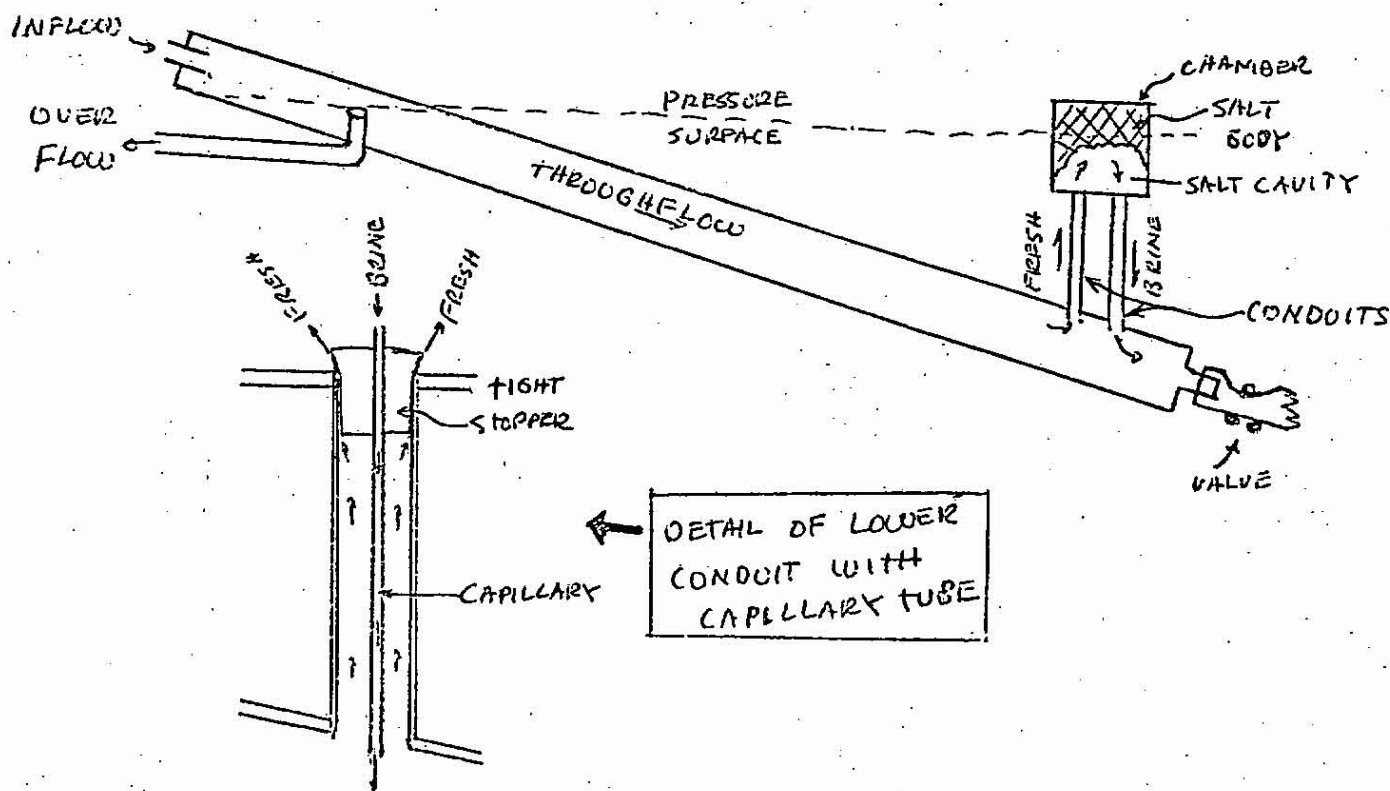 INFLOW
OVER
FLOW
PRESSURE
SURFACE
THROUGHFLOW
CHAMBER
SALT
BODY
SALT CAVITY
FRESH
BRINE
CONDUITS
VALVE
FRESH
BRINE
FRESH
TIGHT
STOPPER
CAPILLARY
DETAIL OF LOWER
CONDUIT WITH
CAPILLARY TUBE